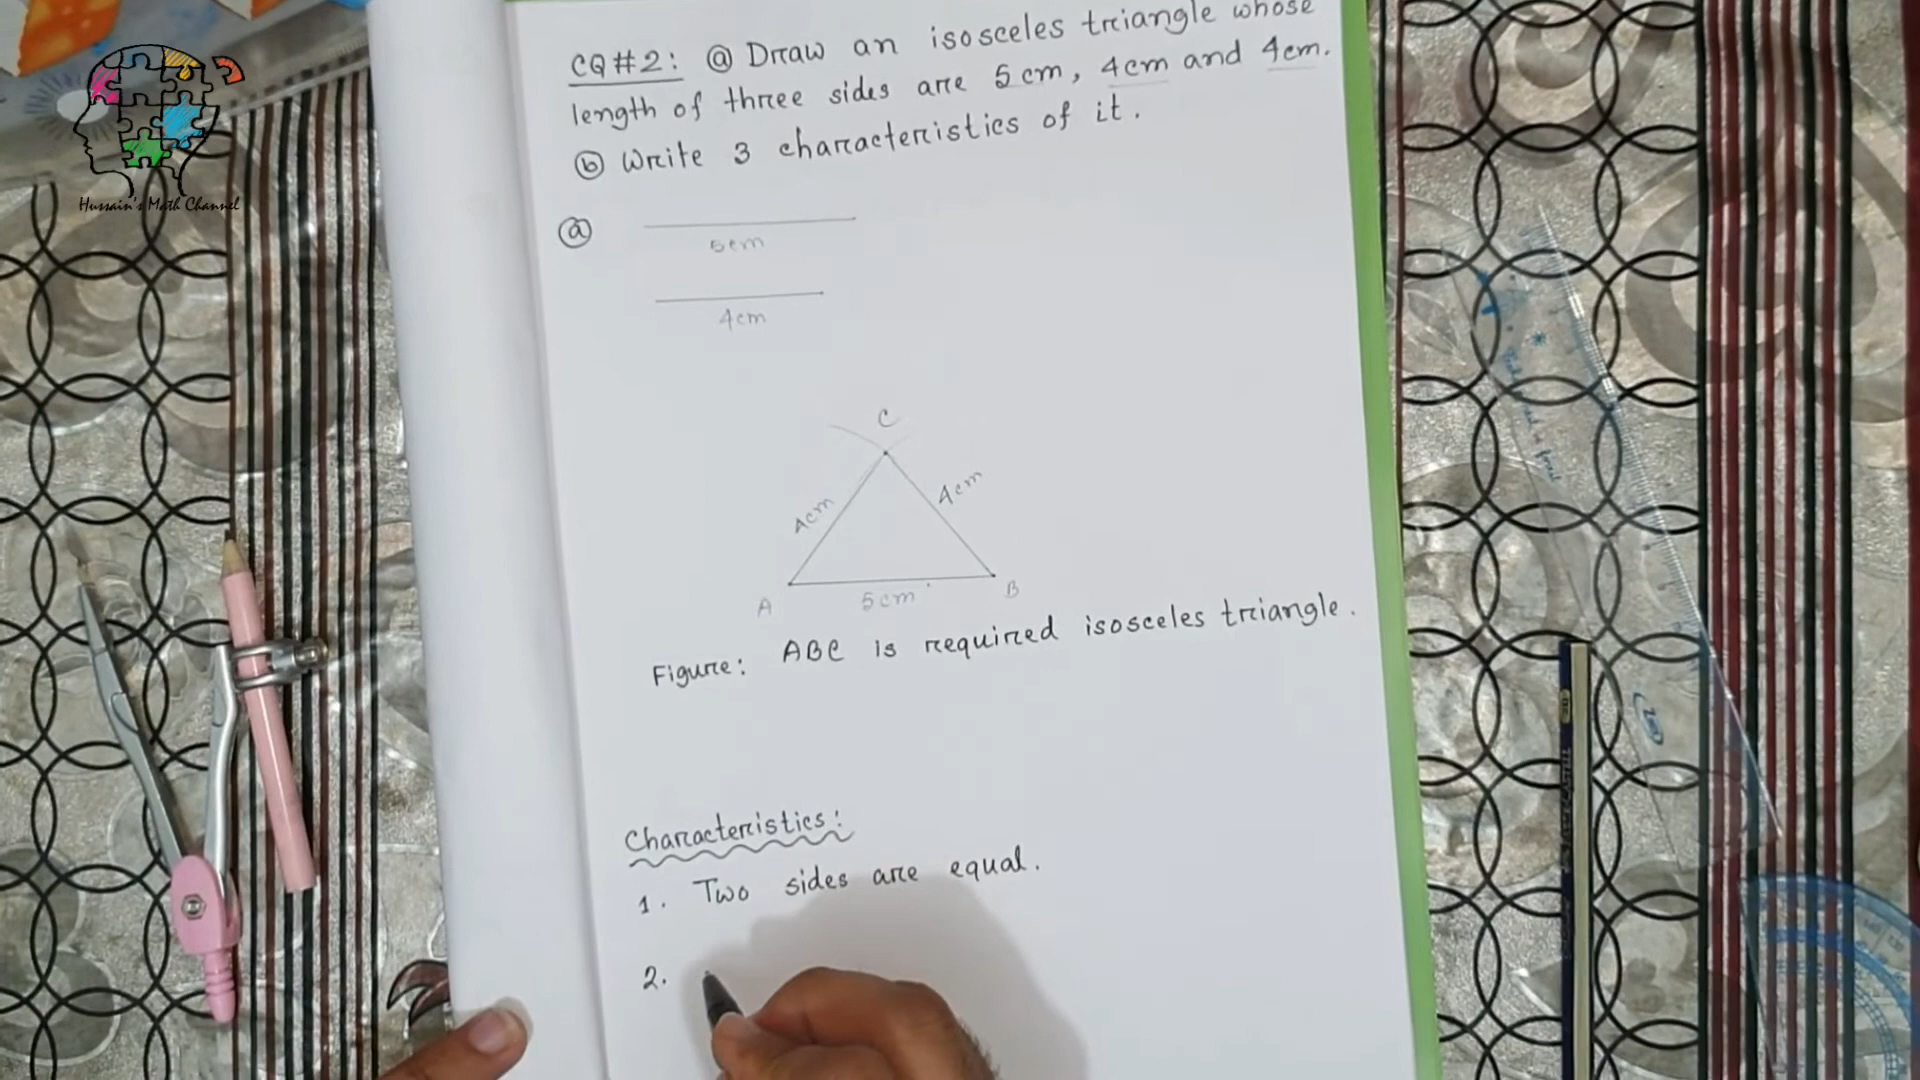 CQ#2: ⓐ Draw an isosceles triangle whose
length of three sides are 5cm, 4cm and 4cm.
ⓑ Write 3 characteristics of it.
ⓐ
5cm
4cm
C
4cm
4cm
A
5cm
B
Figure: ABC is required isosceles triangle.
Characteristics:
1. Two sides are equal.
2.
Hussain's Math Channel